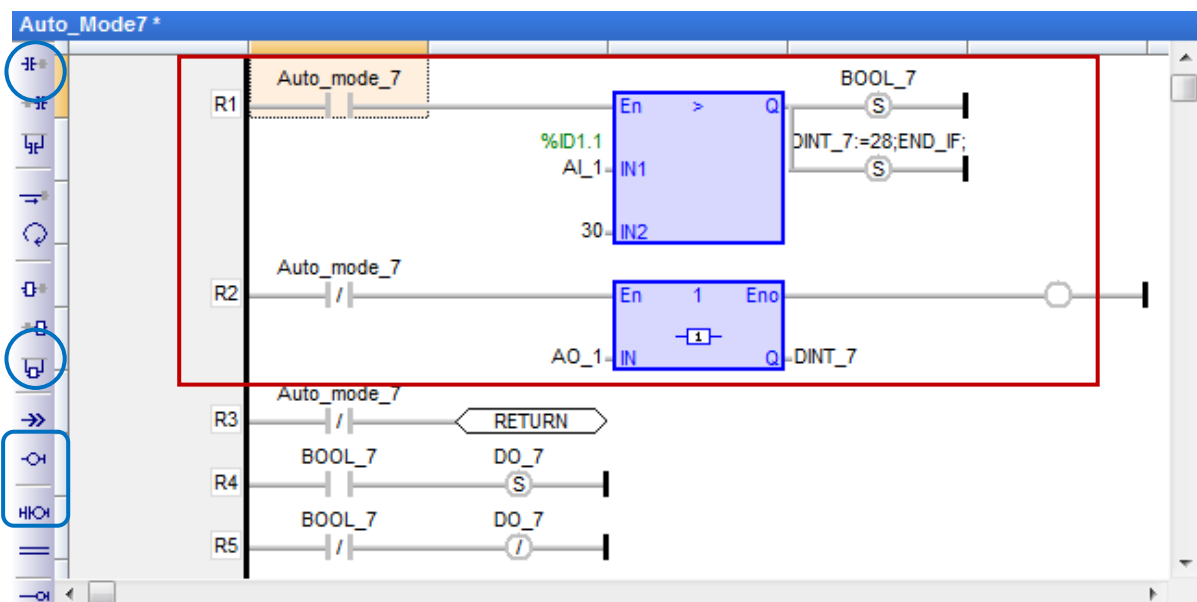 Auto_Mode7 *
Auto_mode_7
BOOL_7
R1
En > Q
S
%ID1.1
DINT_7:=28;END_IF;
AI_1
IN1
S
30
IN2
Auto_mode_7
R2
/
En 1 Eno
1
AO_1
IN
Q
DINT_7
Auto_mode_7
R3
/
RETURN
BOOL_7
DO_7
R4
S
BOOL_7
DO_7
R5
/
/